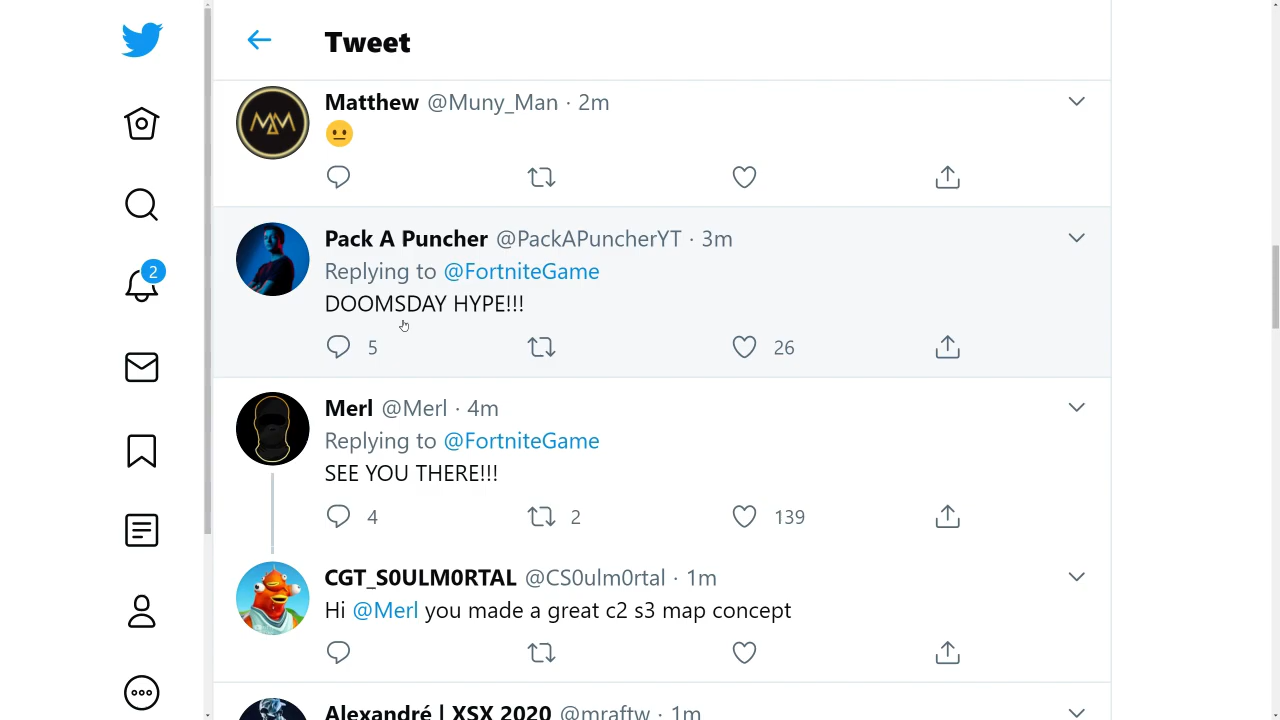 Tweet
Matthew @Muny_Man · 2m
😐
2
Pack A Puncher @PackAPuncherYT · 3m
Replying to @FortniteGame
DOOMSDAY HYPE!!!
5 26
Merl @Merl · 4m
Replying to @FortniteGame
SEE YOU THERE!!!
4 2 139
CGT_S0ULM0RTAL @CS0ulm0rtal · 1m
Hi @Merl you made a great c2 s3 map concept
Alexandré | XSX 2020 @mraftw · 1m